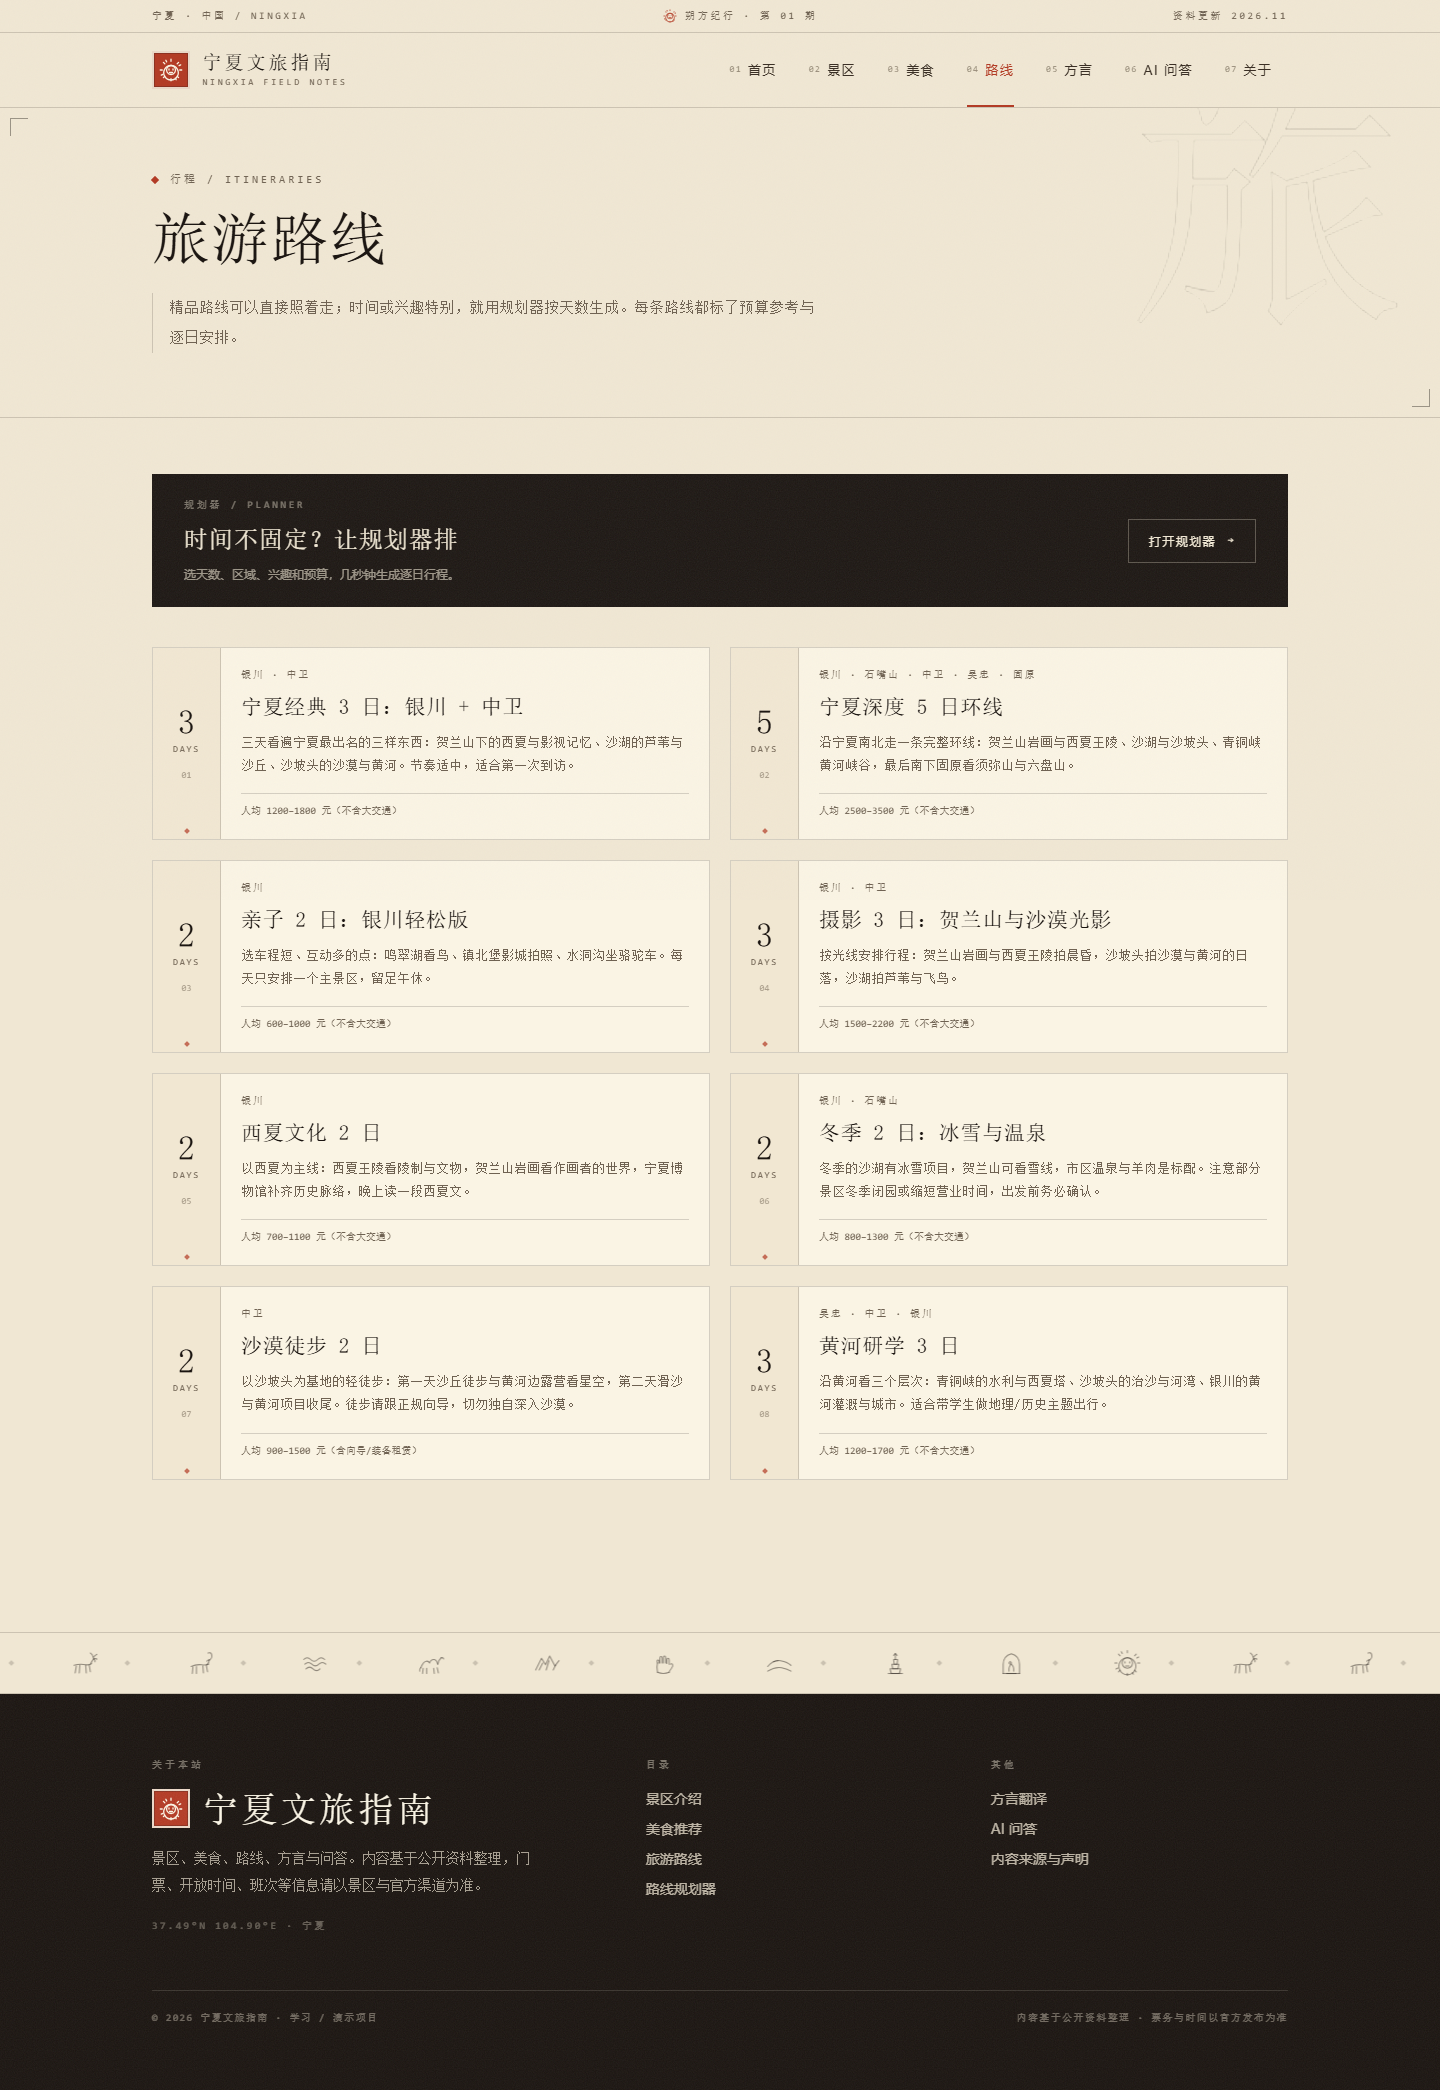 宁夏 · 中国 / NINGXIA
朔方纪行 · 第 01 期
资料更新 2026.11
宁夏文旅指南
NINGXIA FIELD NOTES
01 首页
02 景区
03 美食
04 路线
05 方言
06 AI 问答
07 关于
旅
行程 / ITINERARIES
旅游路线
精品路线可以直接照着走；时间或兴趣特别，就用规划器按天数生成。每条路线都标了预算参考与
逐日安排。
规划器 / PLANNER
时间不固定？让规划器排
选天数、区域、兴趣和预算，几秒钟生成逐日行程。
打开规划器 →
3
DAYS
01
银川 · 中卫
宁夏经典 3 日：银川 + 中卫
三天看遍宁夏最出名的三样东西：贺兰山下的西夏与影视记忆、沙湖的芦苇与
沙丘、沙坡头的沙漠与黄河。节奏适中，适合第一次到访。
人均 1200-1800 元（不含大交通）
5
DAYS
02
银川 · 石嘴山 · 中卫 · 吴忠 · 固原
宁夏深度 5 日环线
沿宁夏南北走一条完整环线：贺兰山岩画与西夏王陵、沙湖与沙坡头、青铜峡
黄河峡谷，最后南下固原看须弥山与六盘山。
人均 2500-3500 元（不含大交通）
2
DAYS
03
银川
亲子 2 日：银川轻松版
选车程短、互动多的点：鸣翠湖看鸟、镇北堡影城拍照、水洞沟坐骆驼车。每
天只安排一个主景区，留足午休。
人均 600-1000 元（不含大交通）
3
DAYS
04
银川 · 中卫
摄影 3 日：贺兰山与沙漠光影
按光线安排行程：贺兰山岩画与西夏王陵拍晨昏，沙坡头拍沙漠与黄河的日
落，沙湖拍芦苇与飞鸟。
人均 1500-2200 元（不含大交通）
2
DAYS
05
银川
西夏文化 2 日
以西夏为主线：西夏王陵看陵制与文物，贺兰山岩画看作画者的世界，宁夏博
物馆补齐历史脉络，晚上读一段西夏文。
人均 700-1100 元（不含大交通）
2
DAYS
06
银川 · 石嘴山
冬季 2 日：冰雪与温泉
冬季的沙湖有冰雪项目，贺兰山可看雪线，市区温泉与羊肉是标配。注意部分
景区冬季闭园或缩短营业时间，出发前务必确认。
人均 800-1300 元（不含大交通）
2
DAYS
07
中卫
沙漠徒步 2 日
以沙坡头为基地的轻徒步：第一天沙丘徒步与黄河边露营看星空，第二天滑沙
与黄河项目收尾。徒步请跟正规向导，切勿独自深入沙漠。
人均 900-1500 元（含向导/装备租赁）
3
DAYS
08
吴忠 · 中卫 · 银川
黄河研学 3 日
沿黄河看三个层次：青铜峡的水利与西夏塔、沙坡头的治沙与河湾、银川的黄
河灌溉与城市。适合带学生做地理/历史主题出行。
人均 1200-1700 元（不含大交通）
关于本站
宁夏文旅指南
景区、美食、路线、方言与问答。内容基于公开资料整理，门
票、开放时间、班次等信息请以景区与官方渠道为准。
37.49°N 104.90°E · 宁夏
目录
景区介绍
美食推荐
旅游路线
路线规划器
其他
方言翻译
AI 问答
内容来源与声明
© 2026 宁夏文旅指南 · 学习 / 演示项目
内容基于公开资料整理 · 票务与时间以官方发布为准